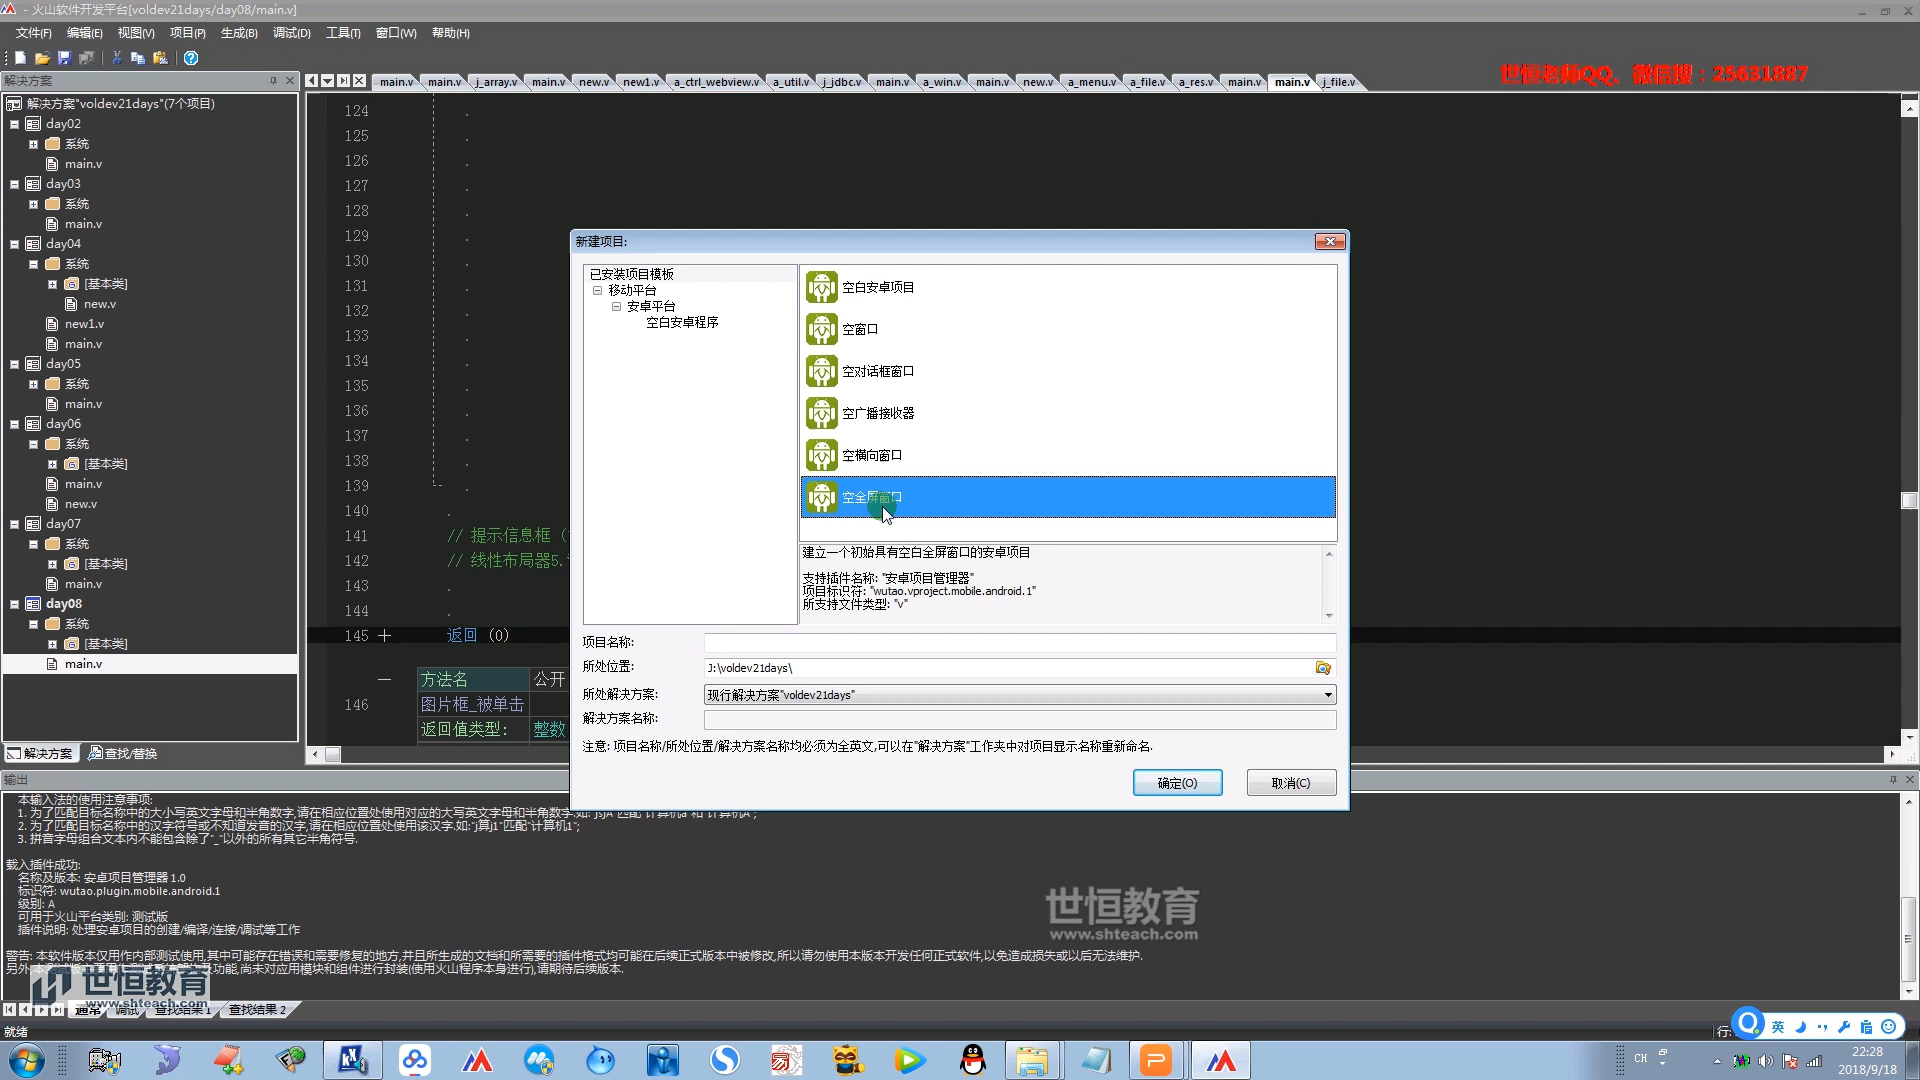 - 火山软件开发平台[voldev21days/day08/main.v]
文件(F) 编辑(E) 视图(V) 项目(P) 生成(B) 调试(D) 工具(T) 窗口(W) 帮助(H)
解决方案
main.v main.v j_array.v main.v new.v new1.v a_ctrl_webview.v a_util.v j_jdbc.v main.v a_win.v main.v new.v a_menu.v a_file.v a_res.v main.v main.v j_file.v
世恒老师QQ、微信搜：25631887
解决方案"voldev21days"(7个项目)
day02
系统
main.v
day03
系统
main.v
day04
系统
[基本类]
new.v
new1.v
main.v
day05
系统
main.v
day06
系统
[基本类]
main.v
new.v
day07
系统
[基本类]
main.v
day08
系统
[基本类]
main.v
解决方案 查找/替换
124
125
126
127
128
129
130
131
132
133
134
135
136
137
138
139
140
141 // 提示信息框
142 // 线性布局器5.
143
144
145 返回 (0)
方法名 公开
146 图片框_被单击
返回值类型: 整数
新建项目:
已安装项目模板
移动平台
安卓平台
空白安卓程序
空白安卓项目
空窗口
空对话框窗口
空广播接收器
空横向窗口
空全屏窗口
建立一个初始具有空白全屏窗口的安卓项目
支持插件名称: "安卓项目管理器"
项目标识符: "wutao.vproject.mobile.android.1"
所支持文件类型: "v"
项目名称:
所处位置: J:\voldev21days\
所处解决方案: 现行解决方案"voldev21days"
解决方案名称:
注意: 项目名称/所处位置/解决方案名称均必须为全英文,可以在"解决方案"工作夹中对项目显示名称重新命名.
确定(O) 取消(C)
输出
本输入法的使用注意事项:
1. 为了匹配目标名称中的大小写英文字母和半角数字,请在相应位置处使用对应的大写英文字母和半角数字.如: "jsjA"匹配"计算机a"和"计算机A";
2. 为了匹配目标名称中的汉字符号或不知道发音的汉字,请在相应位置处使用该汉字.如:"j算j1"匹配"计算机1";
3. 拼音字母组合文本内不能包含除了"_"以外的所有其它半角符号.
载入插件成功:
名称及版本: 安卓项目管理器 1.0
标识符: wutao.plugin.mobile.android.1
级别: A
可用于火山平台类别: 测试版
插件说明: 处理安卓项目的创建/编译/连接/调试等工作
警告: 本软件版本仅用作内部测试使用,其中可能存在错误和需要修复的地方,并且所生成的文档和所需要的插件格式均可能在后续正式版本中被修改,所以请勿使用本版本开发任何正式软件,以免造成损失或以后无法维护.
功能,尚未对应用模块和组件进行封装(使用火山程序本身进行),请期待后续版本.
世恒教育
www.shteach.com
世恒教育
www.shteach.com
通常 调试 查找结果 1 查找结果 2
就绪
行:
英
CH
22:28
2018/9/18